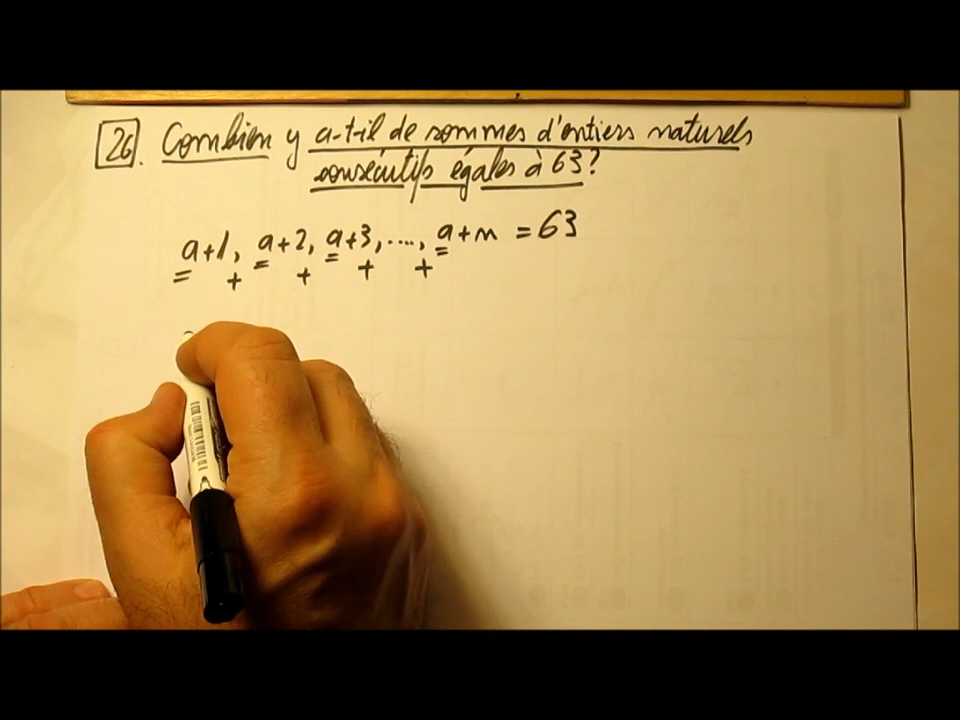 26. Combien y a-t-il de sommes d'entiers naturels
consécutifs égales à 63?
a+1, a+2, a+3, ...., a+n = 63
+ + + +